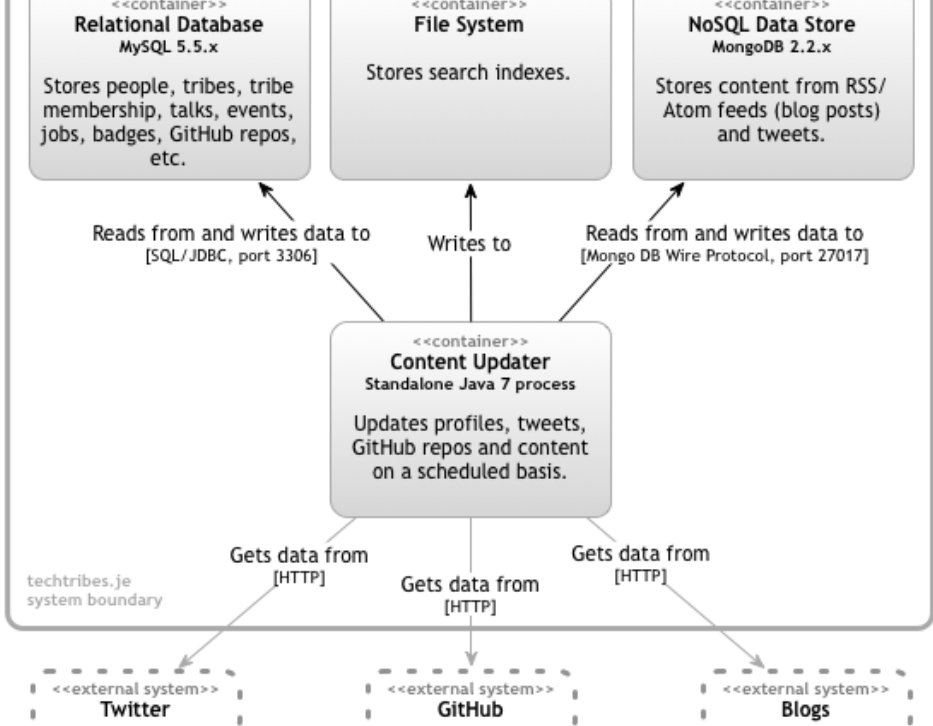 <<container>>
Relational Database
MySQL 5.5.x
Stores people, tribes, tribe
membership, talks, events,
jobs, badges, GitHub repos,
etc.
<<container>>
File System
Stores search indexes.
<<container>>
NoSQL Data Store
MongoDB 2.2.x
Stores content from RSS/
Atom feeds (blog posts)
and tweets.
Reads from and writes data to
[SQL/JDBC, port 3306]
Writes to
Reads from and writes data to
[Mongo DB Wire Protocol, port 27017]
<<container>>
Content Updater
Standalone Java 7 process
Updates profiles, tweets,
GitHub repos and content
on a scheduled basis.
Gets data from
[HTTP]
Gets data from
[HTTP]
Gets data from
[HTTP]
techtribes.je
system boundary
<<external system>>
Twitter
<<external system>>
GitHub
<<external system>>
Blogs